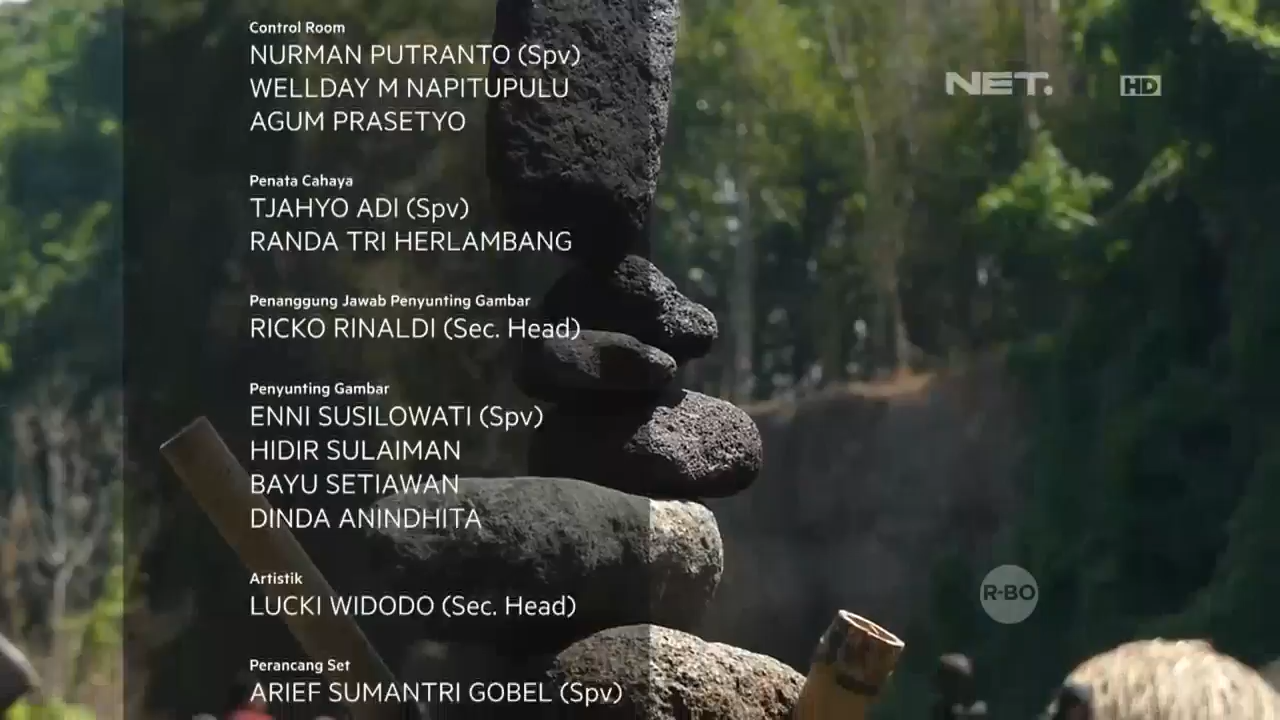 Control Room
NURMAN PUTRANTO (Spv)
WELLDAY M NAPITUPULU
AGUM PRASETYO
Penata Cahaya
TJAHYO ADI (Spv)
RANDA TRI HERLAMBANG
Penanggung Jawab Penyunting Gambar
RICKO RINALDI (Sec. Head)
Penyunting Gambar
ENNI SUSILOWATI (Spv)
HIDIR SULAIMAN
BAYU SETIAWAN
DINDA ANINDHITA
Artistik
LUCKI WIDODO (Sec. Head)
Perancang Set
ARIEF SUMANTRI GOBEL (Spv)
NET.
HD
R-BO